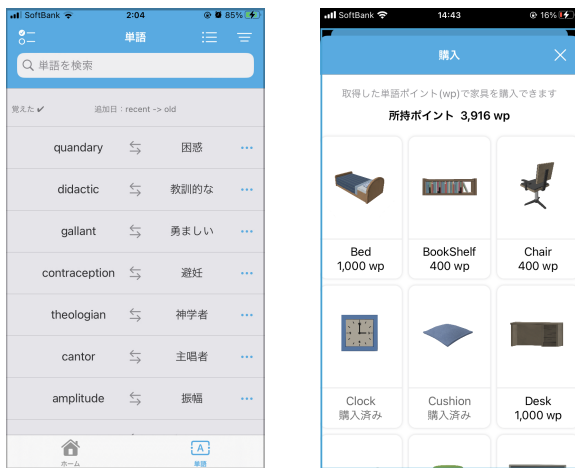 SoftBank 2:04 85%
単語
単語を検索
覚えた ✔ 追加日：recent -> old
quandary 困惑
didactic 教訓的な
gallant 勇ましい
contraception 避妊
theologian 神学者
cantor 主唱者
amplitude 振幅
A
ホーム 単語
SoftBank 14:43 16%
購入
取得した単語ポイント(wp)で家具を購入できます
所持ポイント 3,916 wp
Bed BookShelf Chair
1,000 wp 400 wp 400 wp
Clock Cushion Desk
購入済み 購入済み 1,000 wp